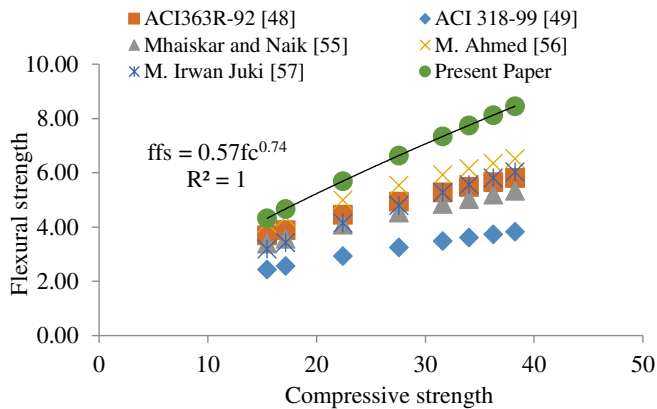 ACI363R-92 [48]
ACI 318-99 [49]
Mhaiskar and Naik [55]
M. Ahmed [56]
M. Irwan Juki [57]
Present Paper
10.00
8.00
6.00
4.00
2.00
0.00
Flexural strength
ffs = 0.57fc^0.74
R² = 1
0 10 20 30 40 50
Compressive strength